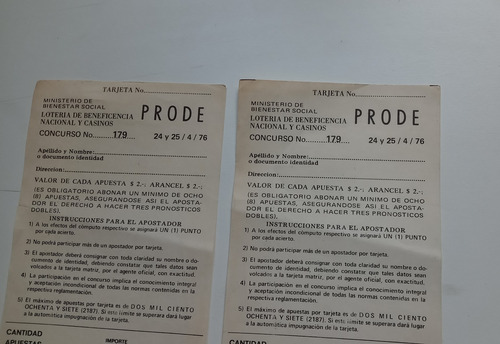 TARJETA No.
MINISTERIO DE
BIENESTAR SOCIAL
LOTERIA DE BENEFICENCIA
NACIONAL Y CASINOS
PRODE
CONCURSO No.........179.... 24 y 25 / 4 / 76
Apellido y Nombre:
o documento identidad
Direccion:
VALOR DE CADA APUESTA $ 2.-; ARANCEL $ 2.-;
(ES OBLIGATORIO ABONAR UN MINIMO DE OCHO
(8) APUESTAS, ASEGURANDOSE ASI EL APOSTA-
DOR EL DERECHO A HACER TRES PRONOSTICOS
DOBLES).
INSTRUCCIONES PARA EL APOSTADOR
1) A los efectos del cómputo respectivo se asignará UN (1) PUNTO
por cada acierto.
2) No podrá participar más de un apostador por tarjeta.
3) El apostador deberá consignar con toda claridad su nombre o do-
cumento de identidad, debiendo constatar que tales datos sean
volcados a la tarjeta matriz, por el agente oficial, con exactitud.
4) La participación en el concurso implica el conocimiento integral
y aceptación incondicional de todas las normas contenidas en la
respectiva reglamentación.
5) El máximo de apuestas por tarjeta es de DOS MIL CIENTO
OCHENTA Y SIETE (2187). Si este límite se superara dará lugar
a la automática impugnación de la tarjeta.
CANTIDAD
APUESTAS
IMPORTE
TARJETA No.
MINISTERIO DE
BIENESTAR SOCIAL
LOTERIA DE BENEFICENCIA
NACIONAL Y CASINOS
PRODE
CONCURSO No.........179.... 24 y 25 / 4 / 76
Apellido y Nombre:
o documento identidad
Direccion:
VALOR DE CADA APUESTA $ 2.-; ARANCEL $ 2.-;
(ES OBLIGATORIO ABONAR UN MINIMO DE OCHO
(8) APUESTAS, ASEGURANDOSE ASI EL APOSTA-
DOR EL DERECHO A HACER TRES PRONOSTICOS
DOBLES).
INSTRUCCIONES PARA EL APOSTADOR
1) A los efectos del cómputo respectivo se asignará UN (1) PUNTO
por cada acierto.
2) No podrá participar más de un apostador por tarjeta.
3) El apostador deberá consignar con toda claridad su nombre o do-
cumento de identidad, debiendo constatar que tales datos sean
volcados a la tarjeta matriz, por el agente oficial, con exactitud.
4) La participación en el concurso implica el conocimiento integral
y aceptación incondicional de todas las normas contenidas en la
respectiva reglamentación.
5) El máximo de apuestas por tarjeta es de DOS MIL CIENTO
OCHENTA Y SIETE (2187). Si este límite se superara dará lugar
a la automática impugnación de la tarjeta.
CANTIDAD